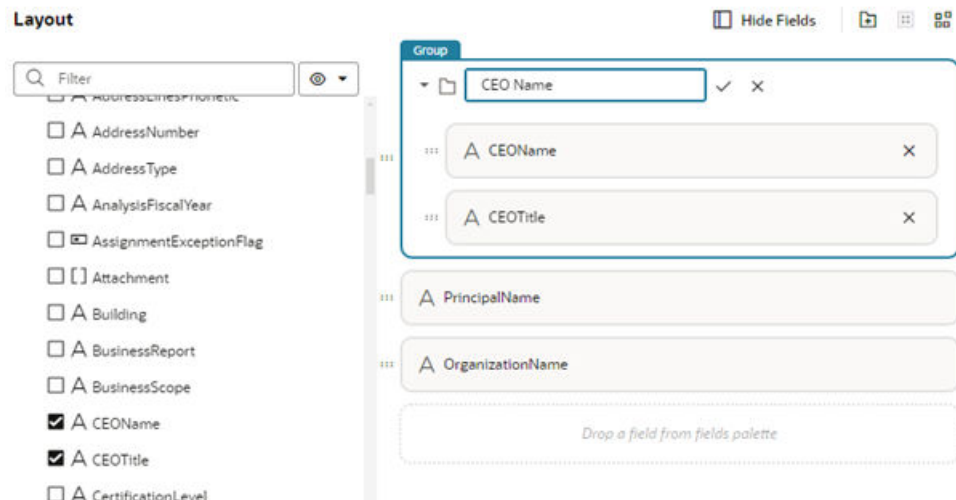 Layout
Hide Fields
Filter
AddressLinesPhonetic
AddressNumber
AddressType
AnalysisFiscalYear
AssignmentExceptionFlag
Attachment
Building
BusinessReport
BusinessScope
CEOName
CEOTitle
CertificationLevel
Group
CEO Name
CEOName
CEOTitle
PrincipalName
OrganizationName
Drop a field from fields palette